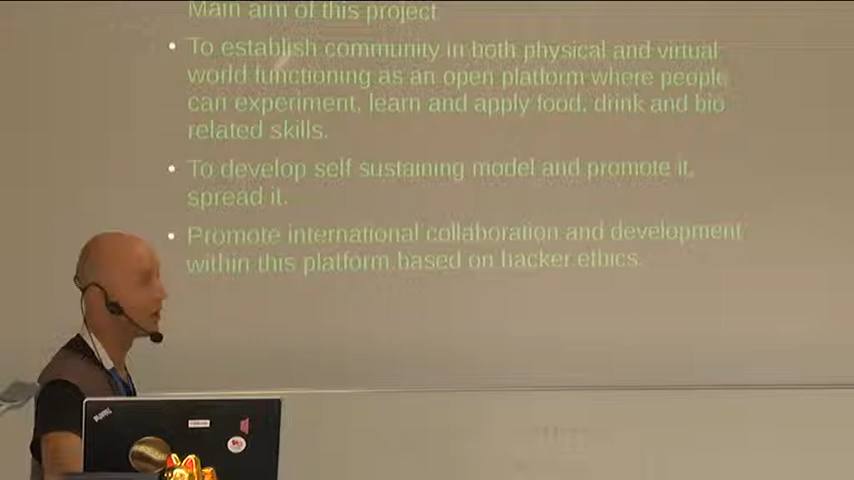 Main aim of this project
To establish community in both physical and virtual
world functioning as an open platform where people
can experiment, learn and apply food, drink and bio
related skills.
To develop self sustaining model and promote it,
spread it.
Promote international collaboration and development
within this platform based on hacker ethics.